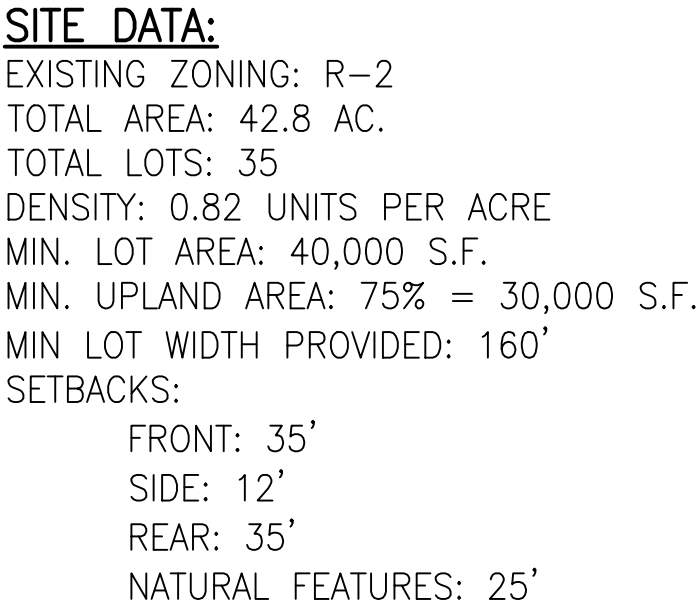 SITE DATA:
EXISTING ZONING: R-2
TOTAL AREA: 42.8 AC.
TOTAL LOTS: 35
DENSITY: 0.82 UNITS PER ACRE
MIN. LOT AREA: 40,000 S.F.
MIN. UPLAND AREA: 75% = 30,000 S.F.
MIN LOT WIDTH PROVIDED: 160'
SETBACKS:
FRONT: 35'
SIDE: 12'
REAR: 35'
NATURAL FEATURES: 25'